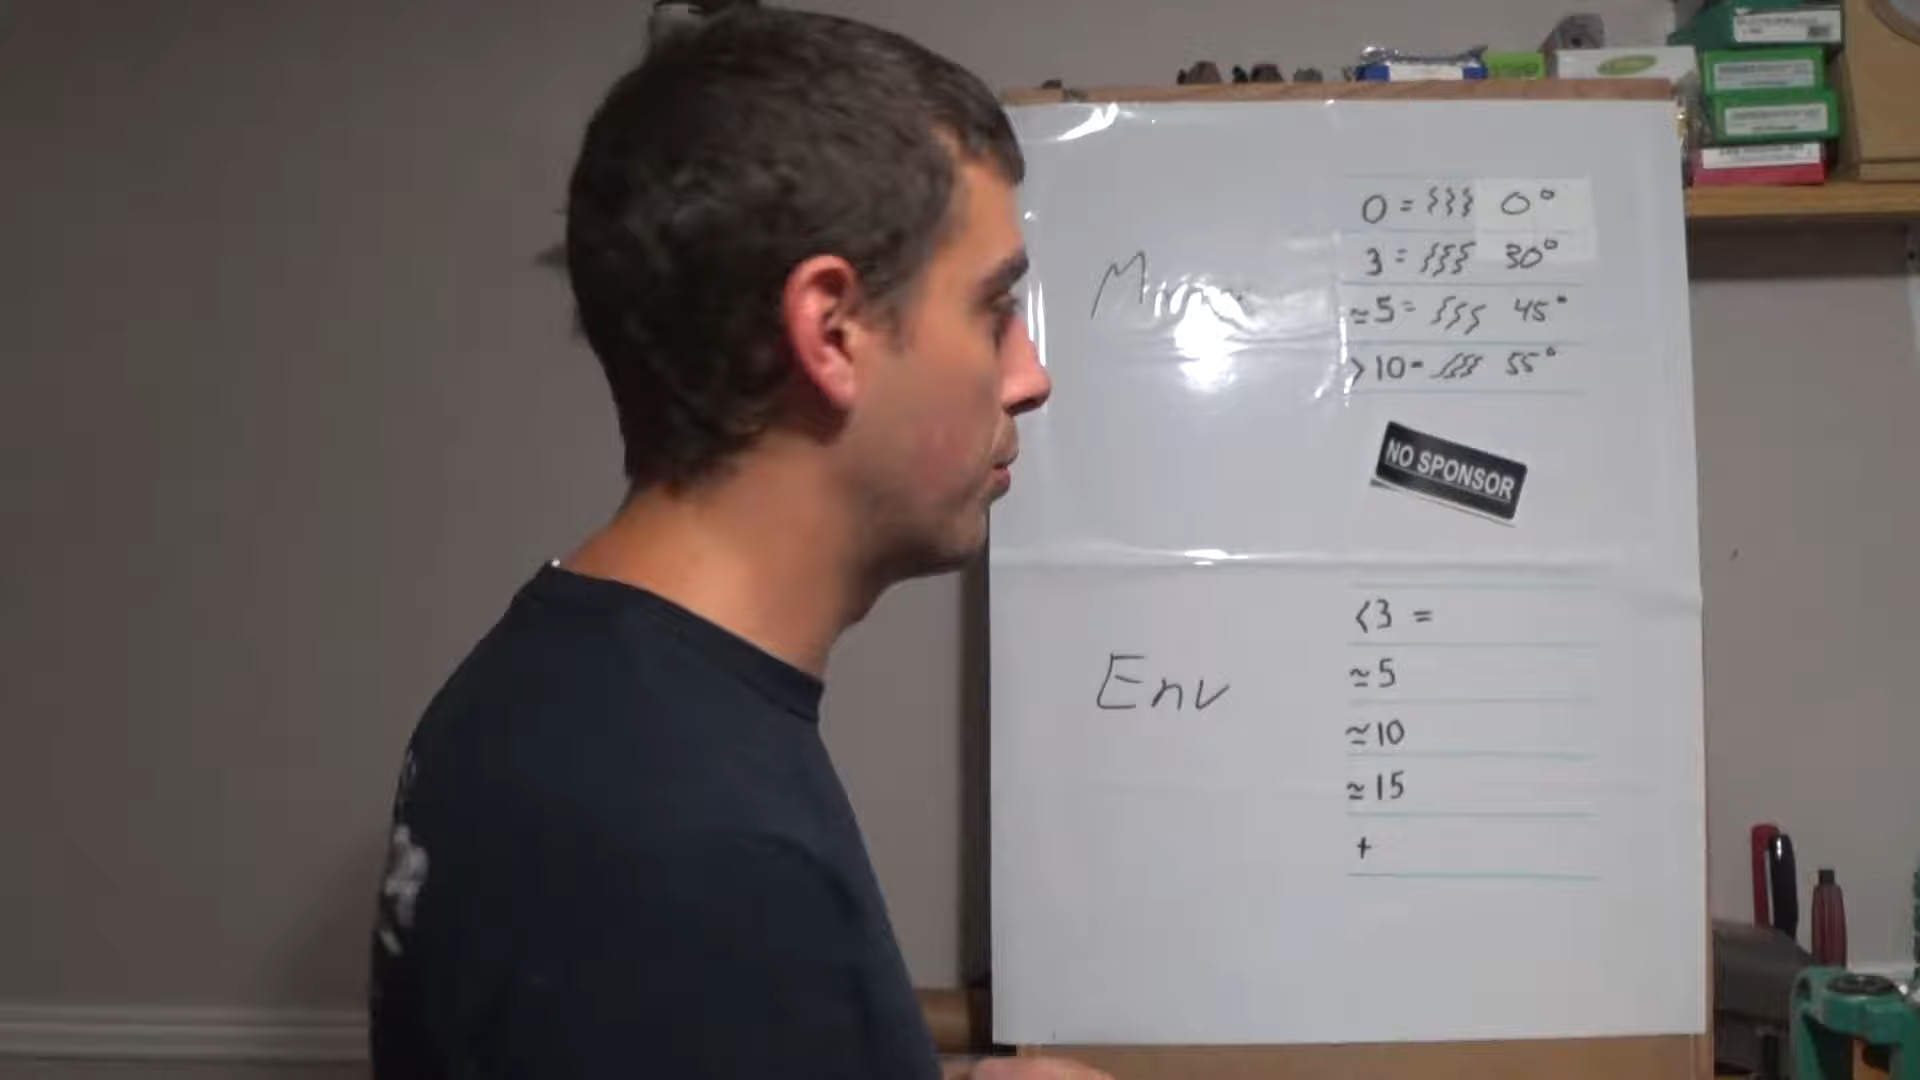 0 = 0°
3 = 30°
≃5= 45°
>10= 55°
NO SPONSOR
<3 =
Env
≃5
≃10
≃15
+